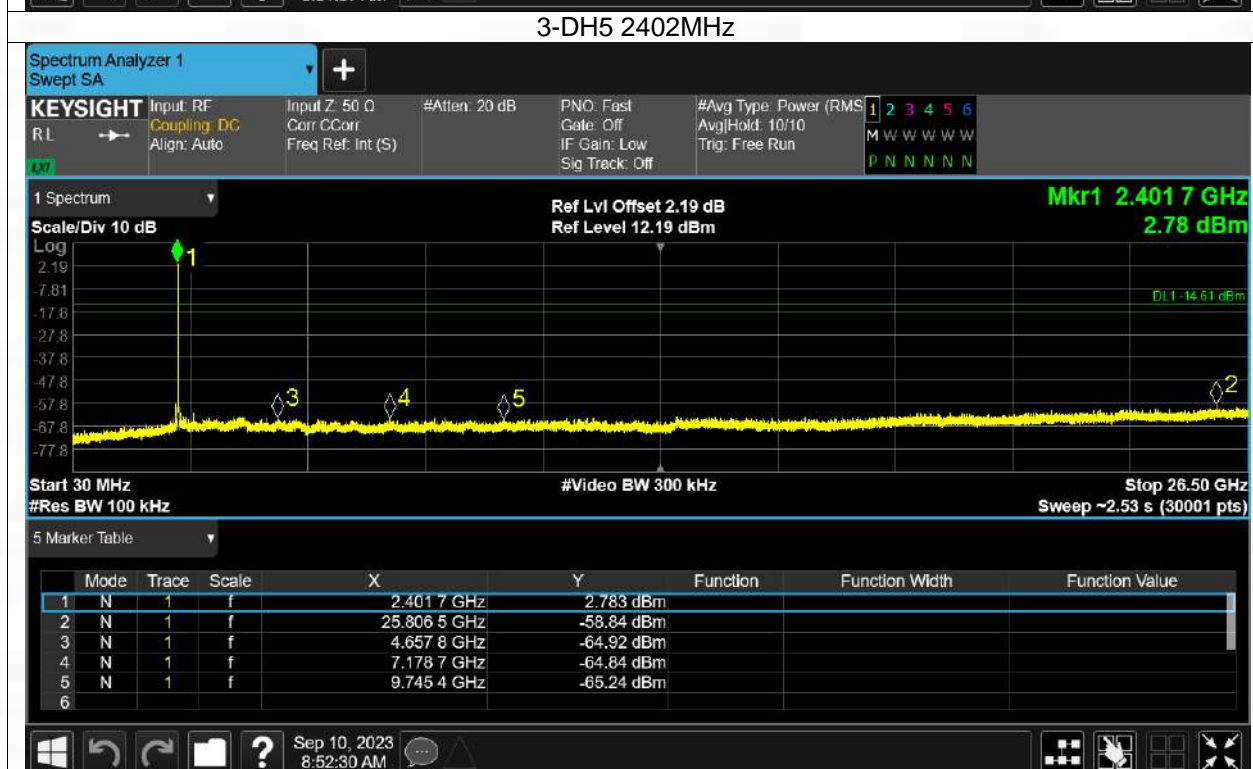 3-DH5 2402MHz
Spectrum Analyzer 1
Swept SA
+
KEYSIGHT Input: RF Input Z: 50 Ω #Atten: 20 dB PNO: Fast #Avg Type: Power (RMS 1 2 3 4 5 6
RL Coupling: DC Corr CCorr Gate: Off Avg|Hold: 10/10 M W W W W W
Align: Auto Freq Ref: Int (S) IF Gain: Low Trig: Free Run
LXI Sig Track: Off P N N N N N
1 Spectrum Ref Lvl Offset 2.19 dB Mkr1 2.401 7 GHz
Scale/Div 10 dB Ref Level 12.19 dBm 2.78 dBm
Log
1
2.19
-7.81
DL1 -14.61 dBm
-17.8
-27.8
-37.8
-47.8
2
3 4 5
-57.8
-67.8
-77.8
Start 30 MHz #Video BW 300 kHz Stop 26.50 GHz
#Res BW 100 kHz Sweep ~2.53 s (30001 pts)
5 Marker Table
Mode Trace Scale X Y Function Function Width Function Value
1 N 1 f 2.401 7 GHz 2.783 dBm
2 N 1 f 25.806 5 GHz -58.84 dBm
3 N 1 f 4.657 8 GHz -64.92 dBm
4 N 1 f 7.178 7 GHz -64.84 dBm
5 N 1 f 9.745 4 GHz -65.24 dBm
6
? Sep 10, 2023
8:52:30 AM